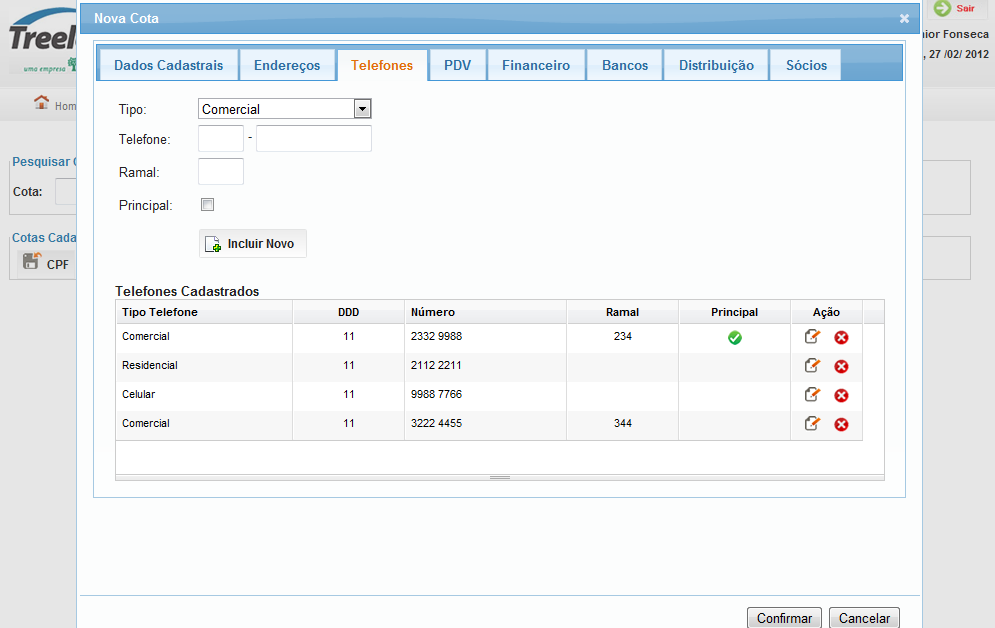 Nova Cota
Sair
Treel
uma empresa
ior Fonseca
, 27 /02/ 2012
Hom
Pesquisar
Cota:
Cotas Cada
CPF
Dados Cadastrais Endereços Telefones PDV Financeiro Bancos Distribuição Sócios
Tipo: Comercial
Telefone: -
Ramal:
Principal:
Incluir Novo
Telefones Cadastrados
Tipo Telefone DDD Número Ramal Principal Ação
Comercial 11 2332 9988 234
Residencial 11 2112 2211
Celular 11 9988 7766
Comercial 11 3222 4455 344
Confirmar Cancelar